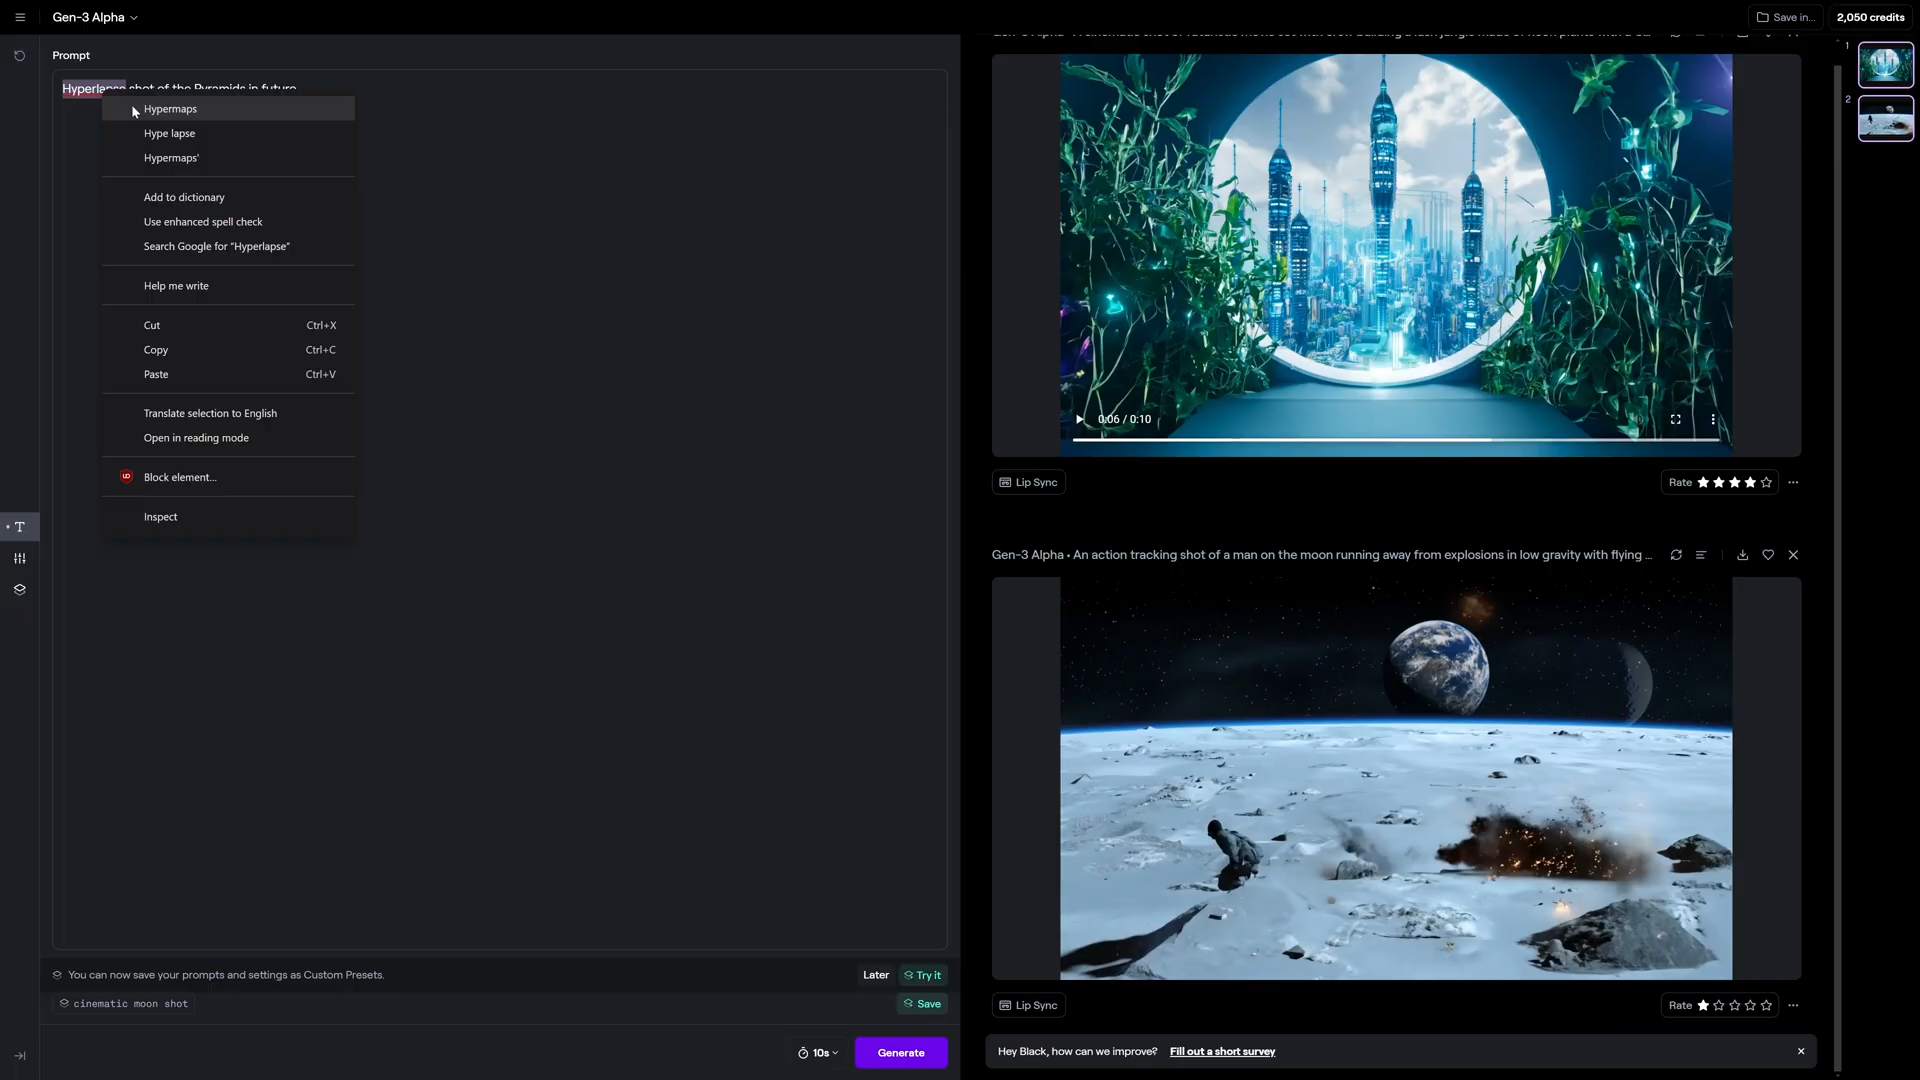 Gen-3 Alpha
Save in...
2,050 credits
Prompt
Hyperlapse shot of the Pyramids in future
Hypermaps
Hype lapse
Hypermaps'
Add to dictionary
Use enhanced spell check
Search Google for “Hyperlapse”
Help me write
Cut Ctrl+X
Copy Ctrl+C
Paste Ctrl+V
Translate selection to English
Open in reading mode
Block element...
Inspect
T
You can now save your prompts and settings as Custom Presets.
Later
Try it
cinematic moon shot
Save
10s
Generate
0:06 / 0:10
Lip Sync
Rate
Gen-3 Alpha • An action tracking shot of a man on the moon running away from explosions in low gravity with flying ...
Lip Sync
Rate
Hey Black, how can we improve? Fill out a short survey
1
2